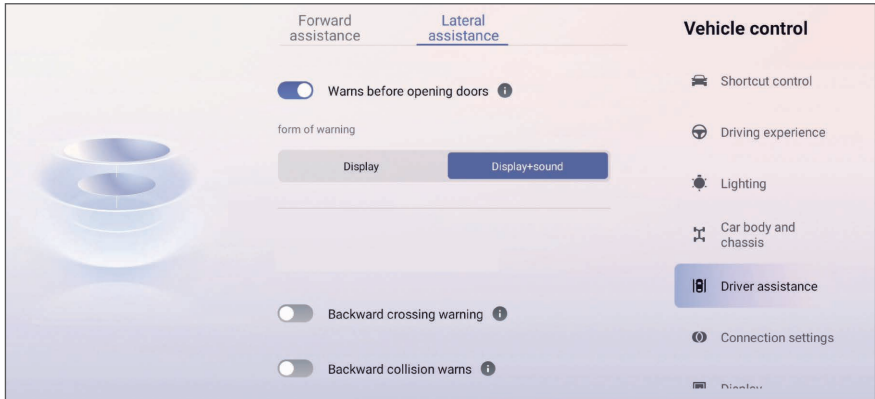 Forward
assistance
Lateral
assistance
Warns before opening doors
form of warning
Display
Display+sound
Backward crossing warning
Backward collision warns
Vehicle control
Shortcut control
Driving experience
Lighting
Car body and
chassis
Driver assistance
Connection settings
Display